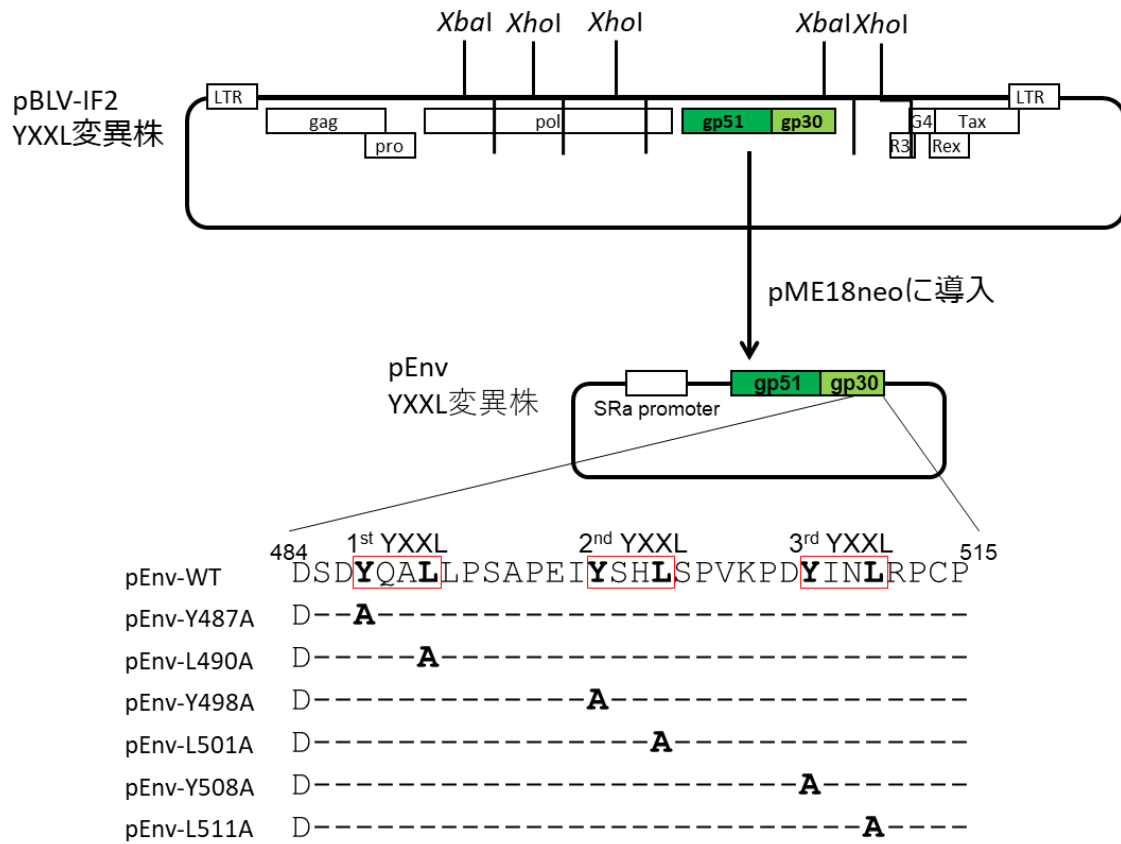 XbaI XhoI XhoI XbaI XhoI
pBLV-IF2
YXXL変異株
LTR LTR
gag pol gp51 gp30 G4 Tax
pro R3 Rex
pME18neoに導入
pEnv
YXXL変異株
gp51 gp30
SRa promoter
484 1st YXXL 2nd YXXL 3rd YXXL 515
pEnv-WT DSDYQALLPSAPEIYSHLSPVKPDYINLRPCP
pEnv-Y487A D--A----------------------------
pEnv-L490A D-----A-------------------------
pEnv-Y498A D-------------A-----------------
pEnv-L501A D----------------A--------------
pEnv-Y508A D-----------------------A-------
pEnv-L511A D--------------------------A----